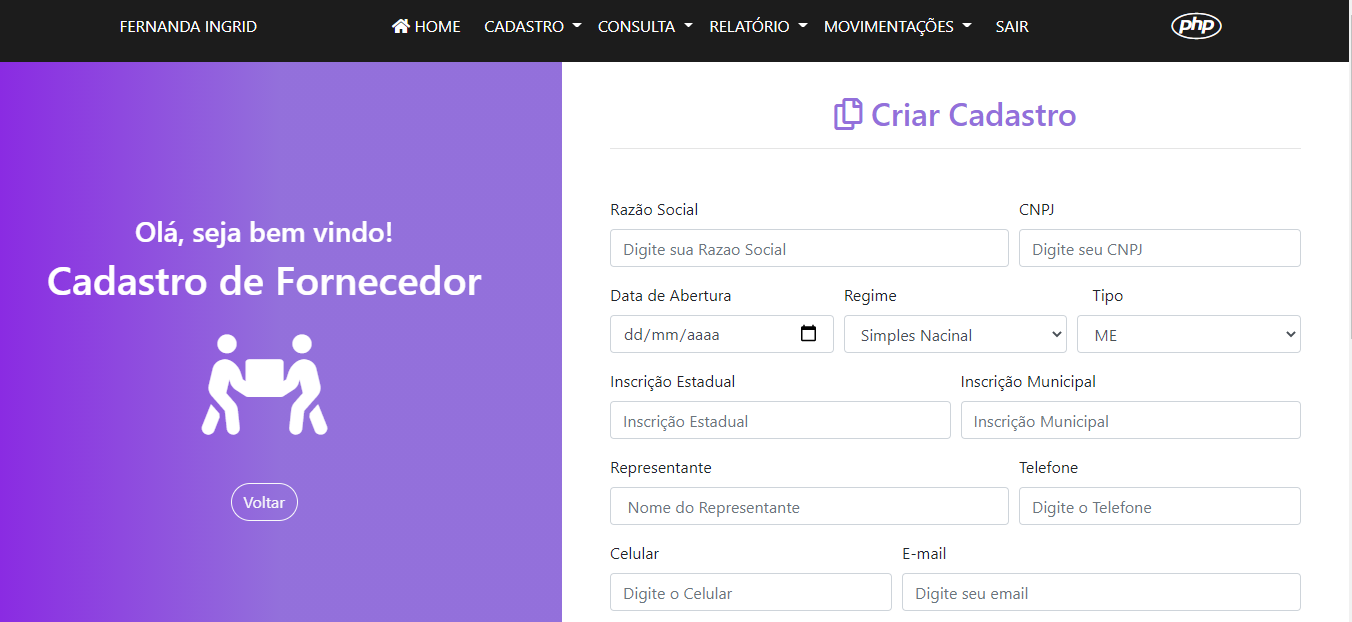 FERNANDA INGRID HOME CADASTRO CONSULTA RELATÓRIO MOVIMENTAÇÕES SAIR php
Olá, seja bem vindo!
Cadastro de Fornecedor
Voltar
Criar Cadastro
Razão Social CNPJ
Digite sua Razao Social Digite seu CNPJ
Data de Abertura Regime Tipo
dd/mm/aaaa Simples Nacinal ME
Inscrição Estadual Inscrição Municipal
Inscrição Estadual Inscrição Municipal
Representante Telefone
Nome do Representante Digite o Telefone
Celular E-mail
Digite o Celular Digite seu email